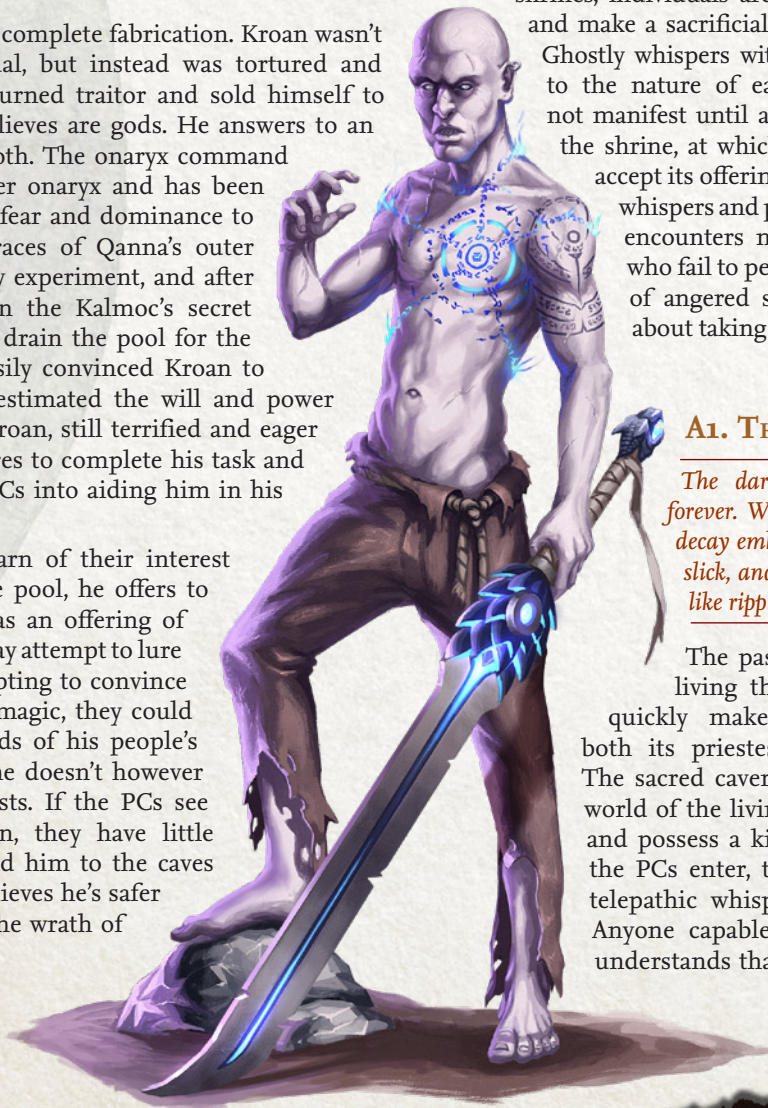 complete fabrication. Kroan wasn't
al, but instead was tortured and
urned traitor and sold himself to
lieves are gods. He answers to an
oth. The onaryx command
er onaryx and has been
fear and dominance to
races of Qanna's outer
y experiment, and after
n the Kalmoc's secret
drain the pool for the
sily convinced Kroan to
estimated the will and power
roan, still terrified and eager
res to complete his task and
Cs into aiding him in his
arn of their interest
e pool, he offers to
as an offering of
ay attempt to lure
pting to convince
magic, they could
ds of his people's
he doesn't however
sts. If the PCs see
n, they have little
d him to the caves
lieves he's safer
he wrath of
and make a sacrificial
Ghostly whispers wit
to the nature of ea
not manifest until a
the shrine, at which
accept its offerin
whispers and p
encounters m
who fail to pe
of angered s
about taking
A1. Th
The dar
forever. W
decay emb
slick, and
like ripp
The pas
living th
quickly make
both its priestes
The sacred caver
world of the livin
and possess a ki
the PCs enter, t
telepathic whisp
Anyone capable
understands tha